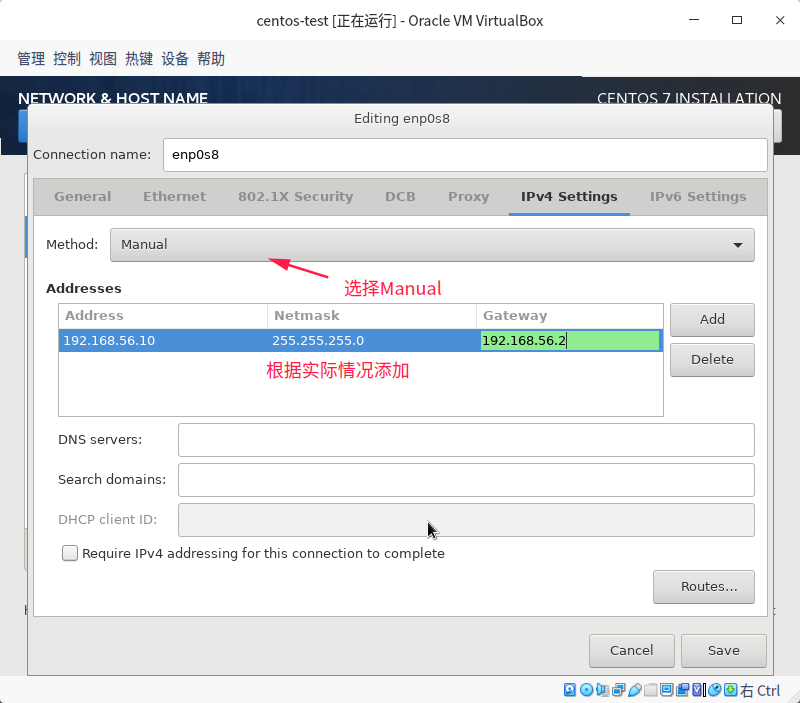 centos-test [正在运行] - Oracle VM VirtualBox
管理 控制 视图 热键 设备 帮助
NETWORK & HOST NAME CENTOS 7 INSTALLATION
Editing enp0s8
Connection name: enp0s8
General Ethernet 802.1X Security DCB Proxy IPv4 Settings IPv6 Settings
Method: Manual
选择Manual
Addresses
Address Netmask Gateway
Add
192.168.56.10 255.255.255.0 192.168.56.2
Delete
根据实际情况添加
DNS servers:
Search domains:
DHCP client ID:
Require IPv4 addressing for this connection to complete
Routes...
Cancel Save
右 Ctrl